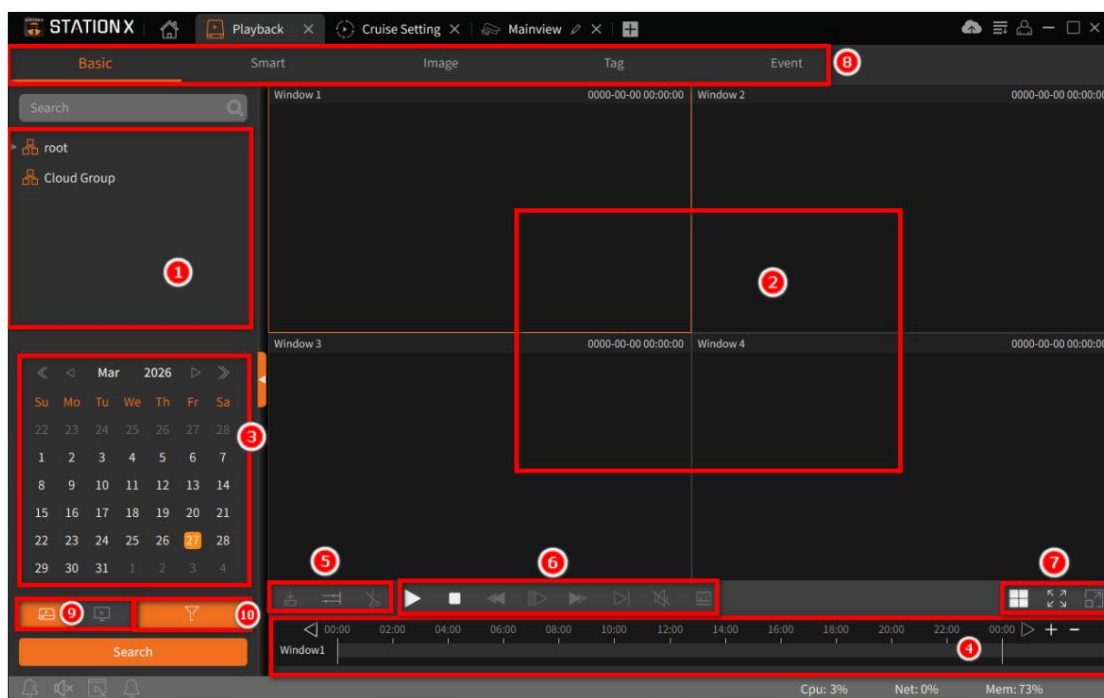 STATION X Playback Cruise Setting Mainview
Basic Smart Image Tag Event 8
Search
Window 1 0000-00-00 00:00:00 Window 2 0000-00-00 00:00:00
root
Cloud Group
1
2
Window 3 0000-00-00 00:00:00 Window 4 0000-00-00 00:00:00
Mar 2026
Su Mo Tu We Th Fr Sa
22 23 24 25 26 27 28
3
1 2 3 4 5 6 7
8 9 10 11 12 13 14
15 16 17 18 19 20 21
22 23 24 25 26 27 28
29 30 31 1 2 3 4
5 6 7
9 10
00:00 02:00 04:00 06:00 08:00 10:00 12:00 14:00 16:00 18:00 20:00 22:00 00:00 + −
Window1 4
Search
Cpu: 3% Net: 0% Mem: 73%